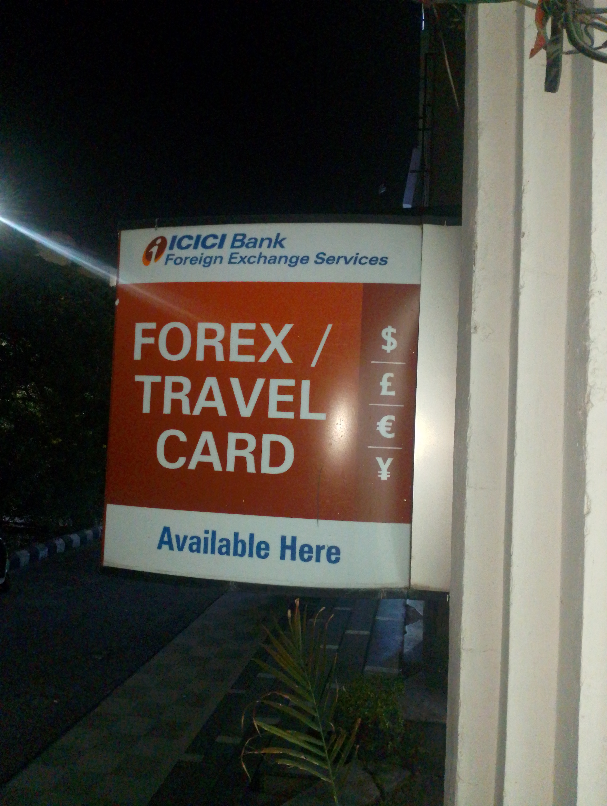 ICICI Bank
Foreign Exchange Services
FOREX /
TRAVEL
CARD
$
£
€
¥
Available Here